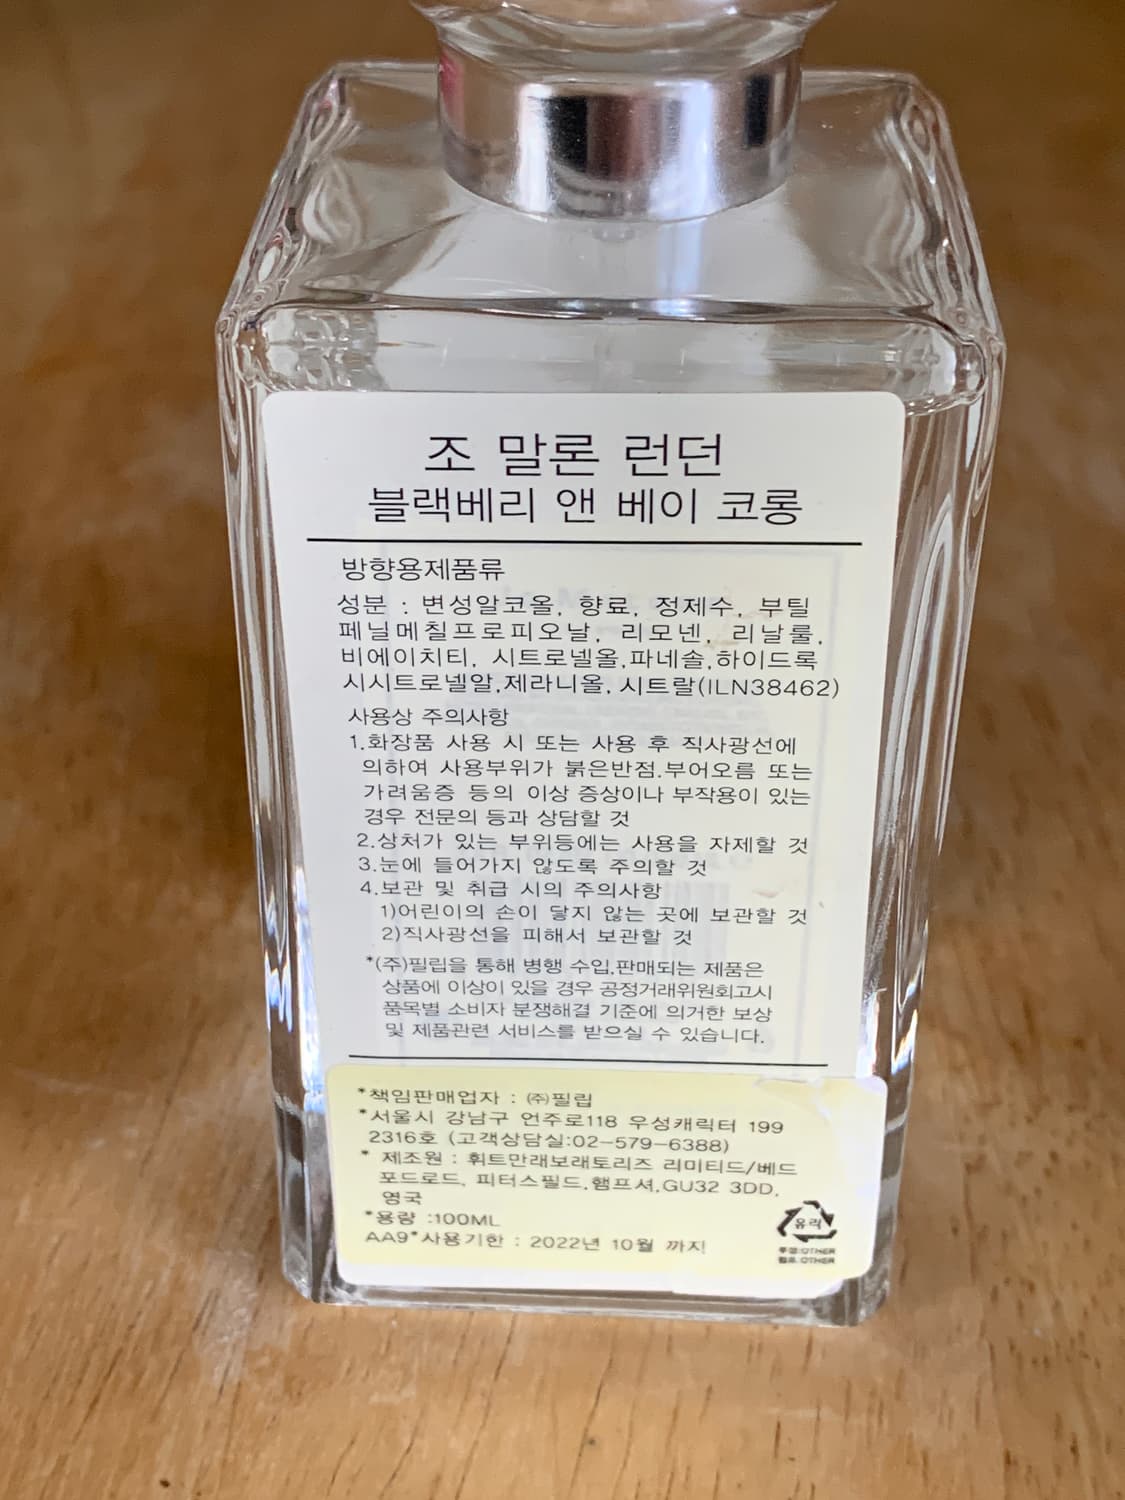 조 말론 런던
블랙베리 앤 베이 코롱
방향용제품류
성분 : 변성알코올, 향료, 정제수, 부틸
페닐메칠프로피오날, 리모넨, 리날룰,
비에이치티, 시트로넬올,파네솔,하이드록
시시트로넬알,제라니올, 시트랄(ILN38462)
사용상 주의사항
1.화장품 사용 시 또는 사용 후 직사광선에
의하여 사용부위가 붉은반점,부어오름 또는
가려움증 등의 이상 증상이나 부작용이 있는
경우 전문의 등과 상담할 것
2.상처가 있는 부위등에는 사용을 자제할 것
3.눈에 들어가지 않도록 주의할 것
4.보관 및 취급 시의 주의사항
1)어린이의 손이 닿지 않는 곳에 보관할 것
2)직사광선을 피해서 보관할 것
*(주)필립을 통해 병행 수입,판매되는 제품은
상품에 이상이 있을 경우 공정거래위원회고시
품목별 소비자 분쟁해결 기준에 의거한 보상
및 제품관련 서비스를 받으실 수 있습니다.
*책임판매업자 : ㈜필립
*서울시 강남구 언주로118 우성캐릭터 199
2316호 (고객상담실:02-579-6388)
* 제조원 : 휘트만래보래토리즈 리미티드/베드
포드로드, 피터스필드,햄프셔,GU32 3DD,
영국
*용량 :100ML
AA9*사용기한 : 2022년 10월 까지
유리
뚜껑:OTHER
펌프:OTHER